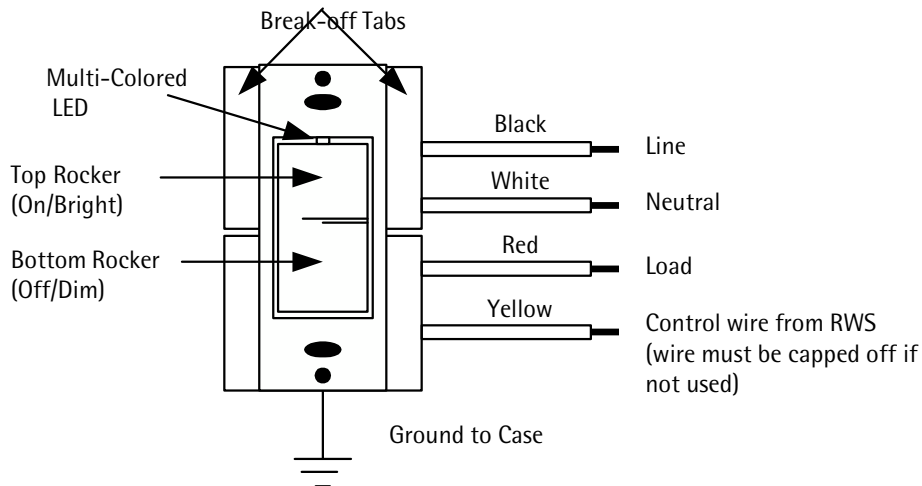 Break-off Tabs
Multi-Colored
LED
Top Rocker
(On/Bright)
Bottom Rocker
(Off/Dim)
Black
Line
White
Neutral
Red
Load
Yellow
Control wire from RWS
(wire must be capped off if
not used)
Ground to Case